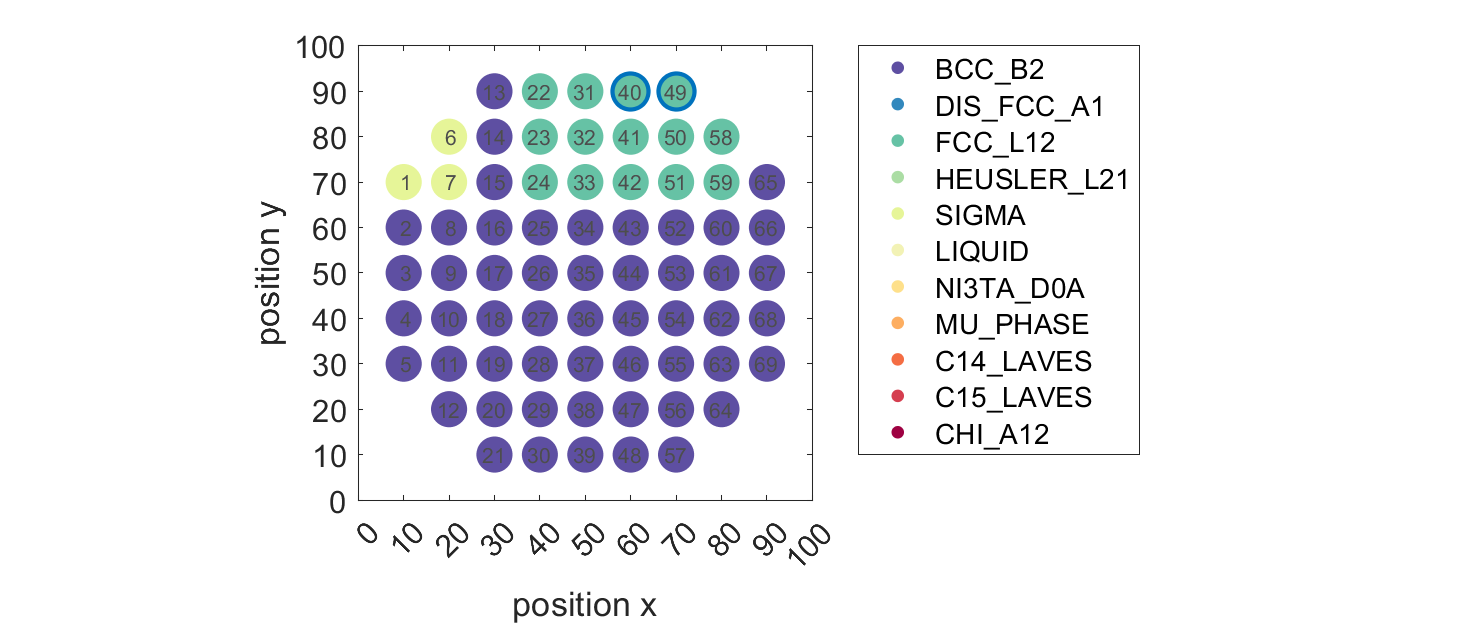 100
90 13 22 31 40 49
80 6 14 23 32 41 50 58
70 1 7 15 24 33 42 51 59 65
60 2 8 16 25 34 43 52 60 66
50 3 9 17 26 35 44 53 61 67
40 4 10 18 27 36 45 54 62 68
30 5 11 19 28 37 46 55 63 69
20 12 20 29 38 47 56 64
10 21 30 39 48 57
0
position y
0 10 20 30 40 50 60 70 80 90 100
position x
BCC_B2
DIS_FCC_A1
FCC_L12
HEUSLER_L21
SIGMA
LIQUID
NI3TA_D0A
MU_PHASE
C14_LAVES
C15_LAVES
CHI_A12